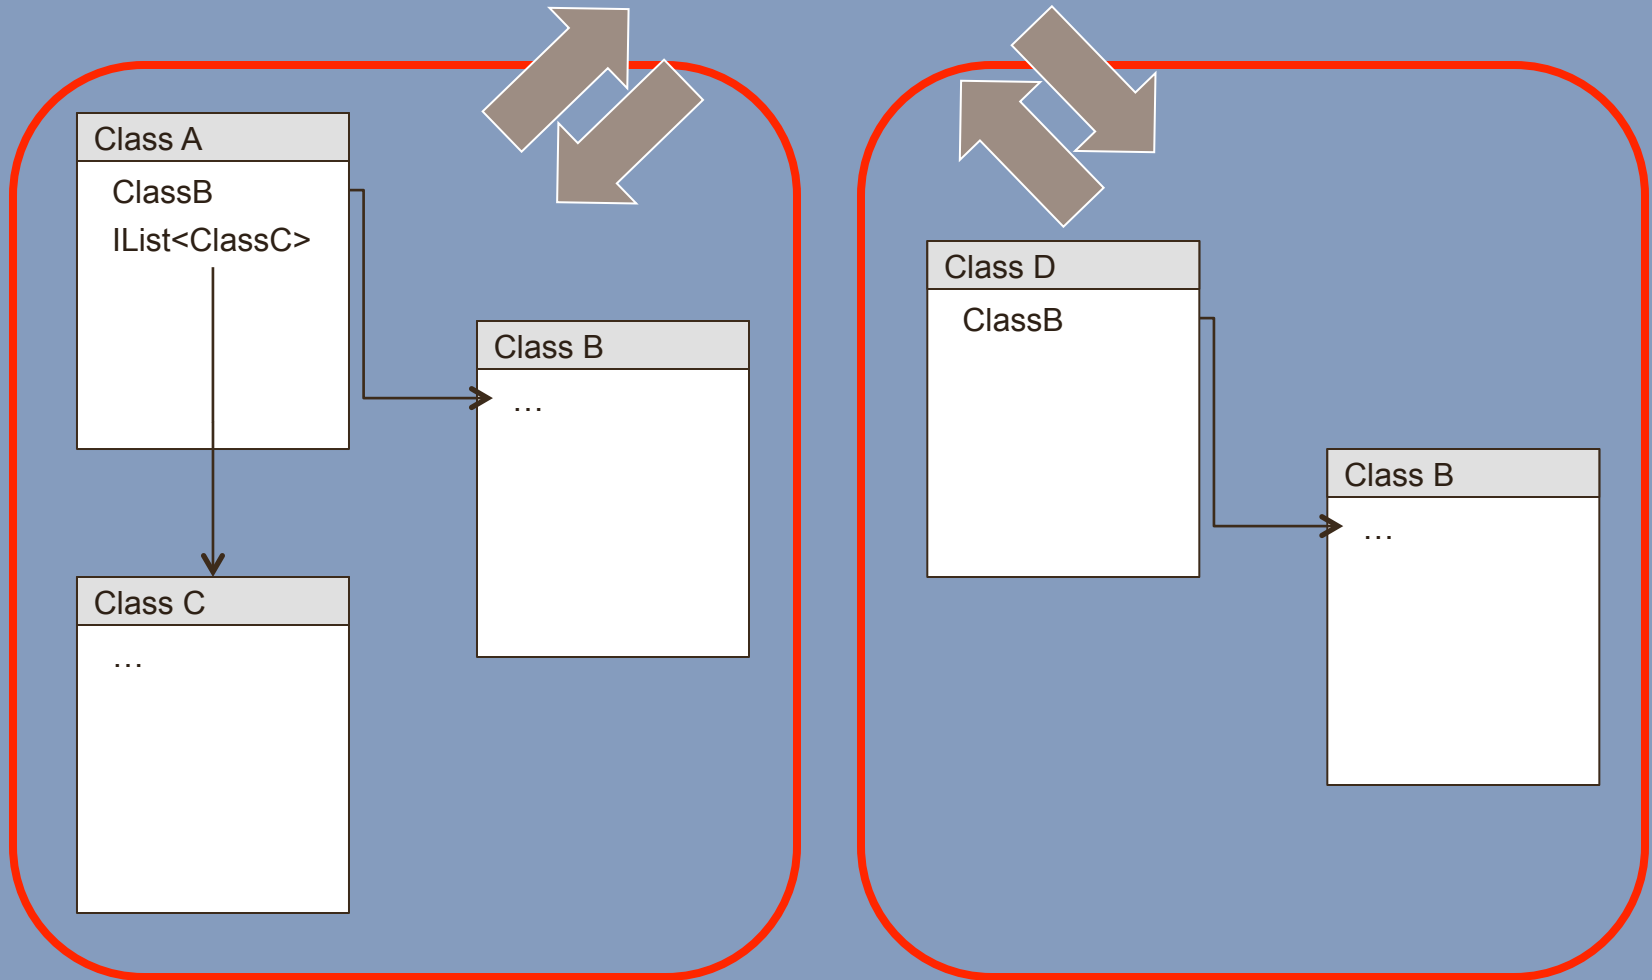 Class A
ClassB
IList<ClassC>
Class B
…
Class C
…
Class D
ClassB
Class B
…